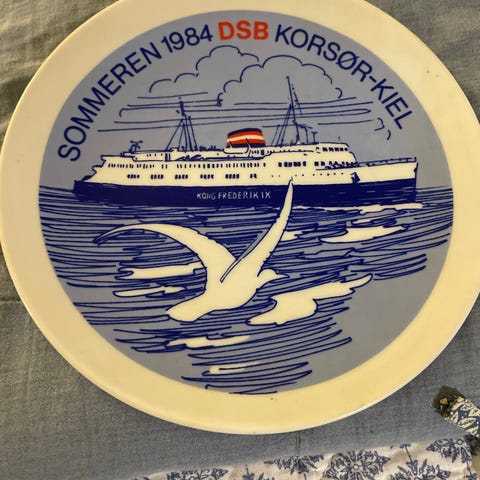 SOMMEREN 1984 DSB KORSØR-KIEL
KONG FREDERIK IX